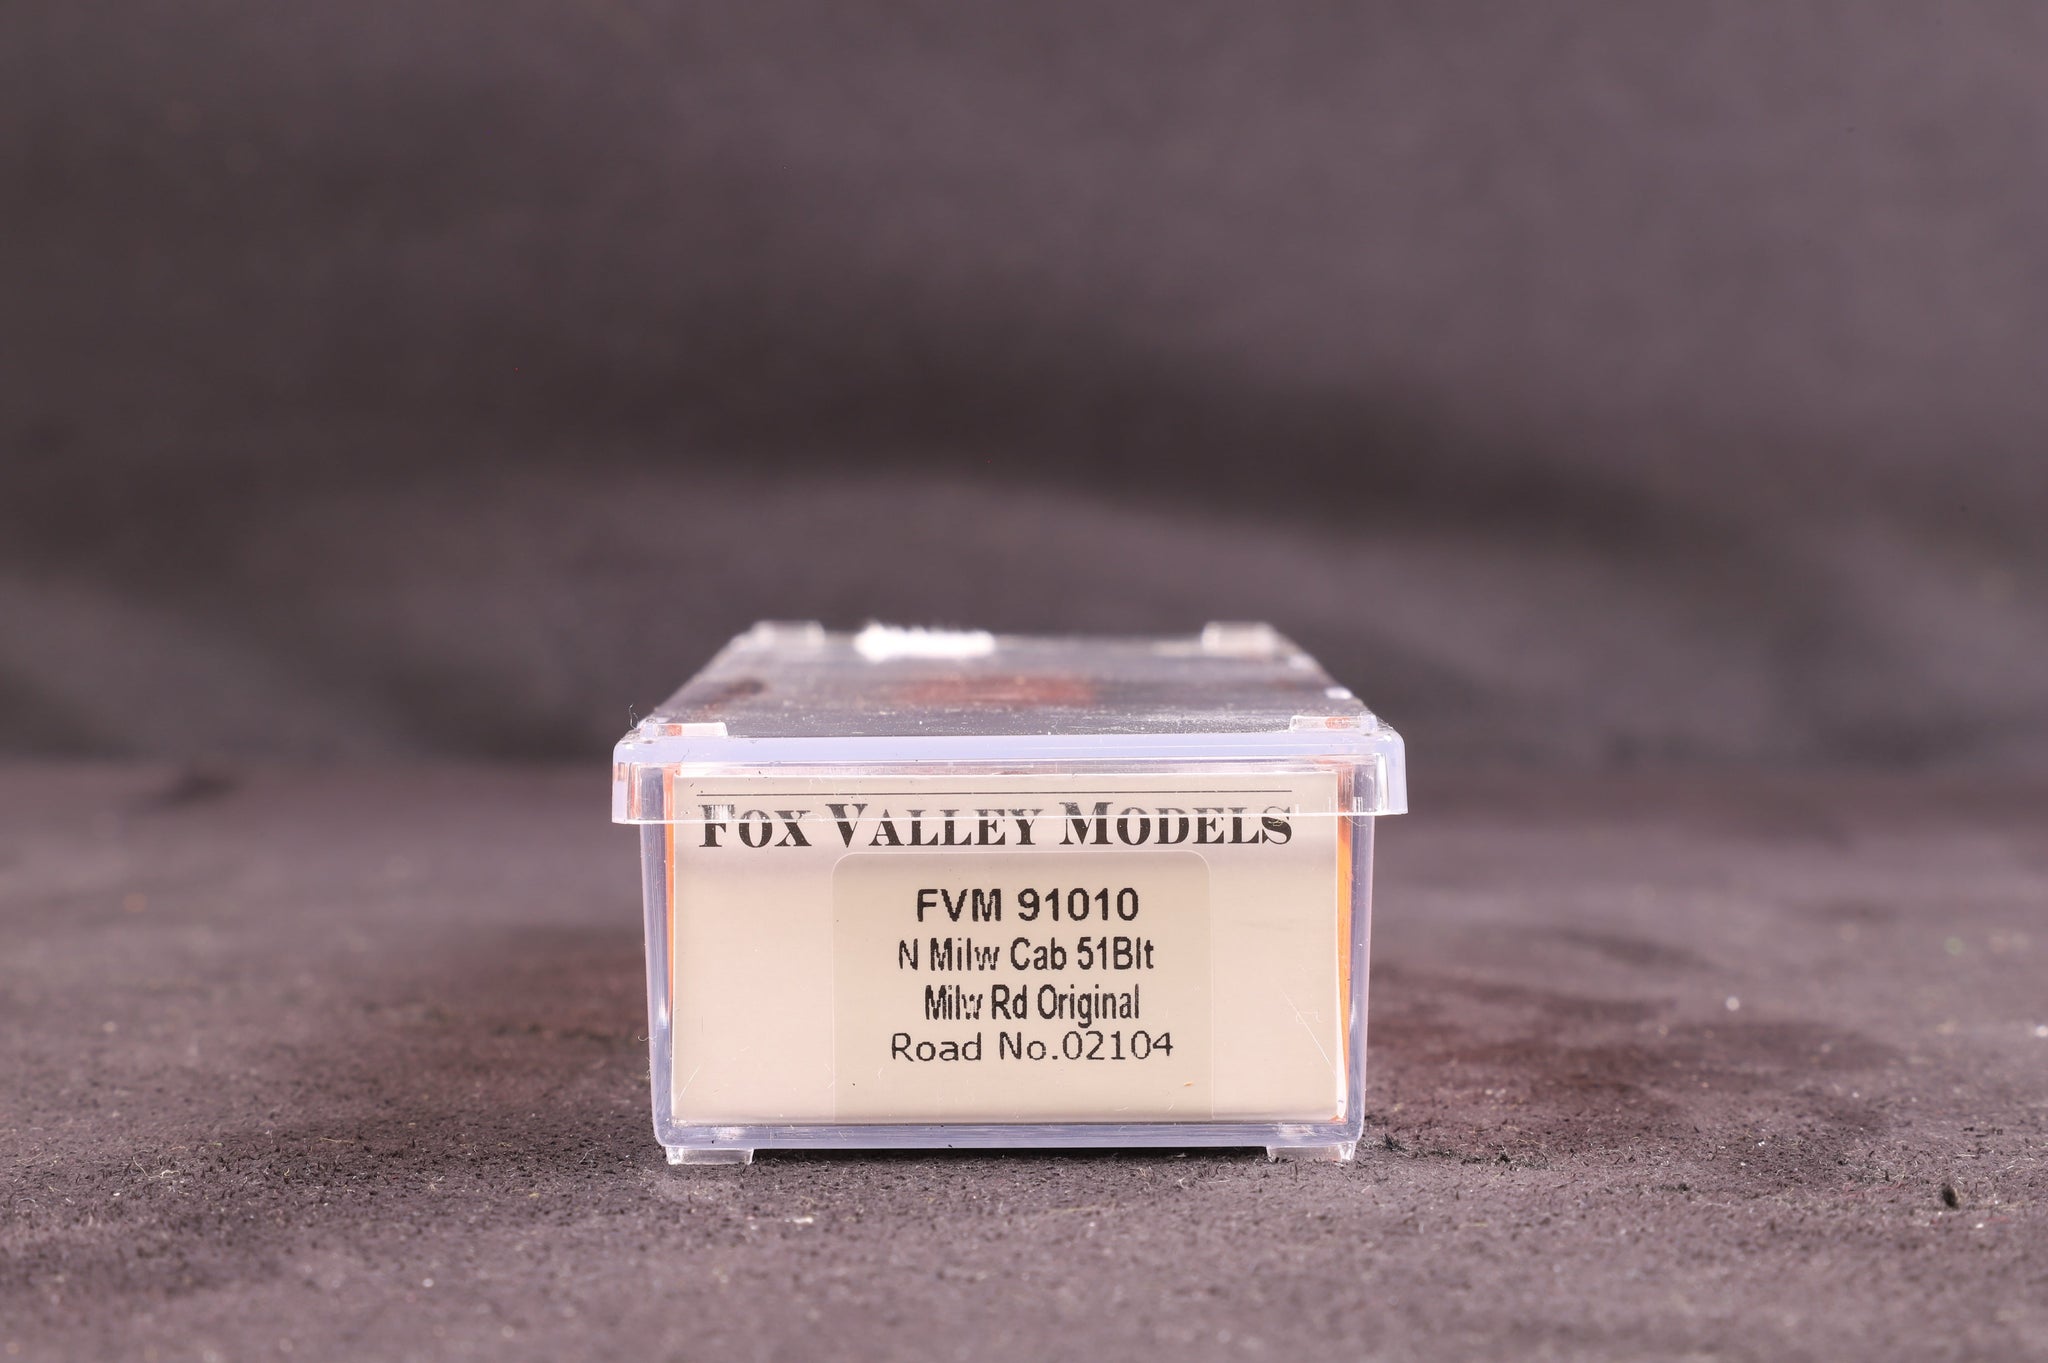 FOX VALLEY MODELS
FVM 91010
N Milw Cab 51Blt
Milw Rd Original
Road No.02104